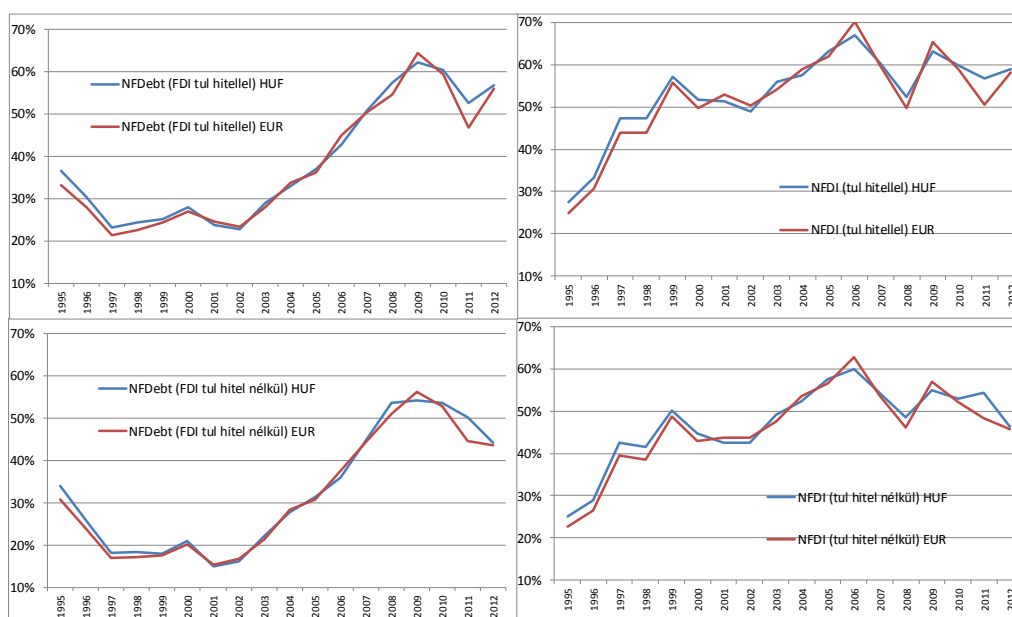 70%
60%
50%
40%
30%
20%
10%
NFDebt (FDI tul hitellel) HUF
NFDebt (FDI tul hitellel) EUR
1995 1996 1997 1998 1999 2000 2001 2002 2003 2004 2005 2006 2007 2008 2009 2010 2011 2012
70%
60%
50%
40%
30%
20%
10%
NFDI (tul hitellel) HUF
NFDI (tul hitellel) EUR
1995 1996 1997 1998 1999 2000 2001 2002 2003 2004 2005 2006 2007 2008 2009 2010 2011 2012
70%
60%
50%
40%
30%
20%
10%
NFDebt (FDI tul hitel nélkül) HUF
NFDebt (FDI tul hitel nélkül) EUR
1995 1996 1997 1998 1999 2000 2001 2002 2003 2004 2005 2006 2007 2008 2009 2010 2011 2012
70%
60%
50%
40%
30%
20%
10%
NFDI (tul hitel nélkül) HUF
NFDI (tul hitel nélkül) EUR
1995 1996 1997 1998 1999 2000 2001 2002 2003 2004 2005 2006 2007 2008 2009 2010 2011 2012